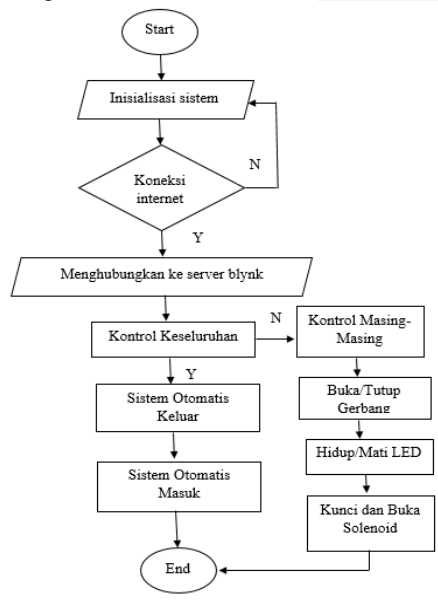 Start
Inisialisasi sistem
N
Koneksi
internet
Y
Menghubungkan ke server blynk
Kontrol Keseluruhan
N
Kontrol Masing-
Masing
Y
Sistem Otomatis
Keluar
Buka/Tutup
Gerbang
Hidup/Mati LED
Sistem Otomatis
Masuk
Kunci dan Buka
Solenoid
End